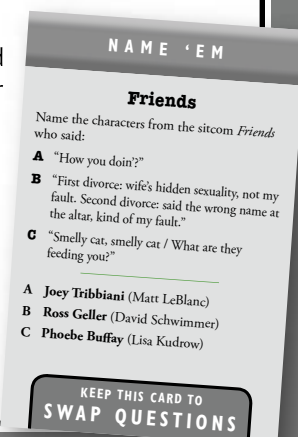 NAME ‘EM
Friends
Name the characters from the sitcom Friends
who said:
A “How you doin’?”
B “First divorce: wife’s hidden sexuality, not my
fault. Second divorce: said the wrong name at
the altar, kind of my fault.”
C “Smelly cat, smelly cat / What are they
feeding you?”
A Joey Tribbiani (Matt LeBlanc)
B Ross Geller (David Schwimmer)
C Phoebe Buffay (Lisa Kudrow)
KEEP THIS CARD TO
SWAP QUESTIONS